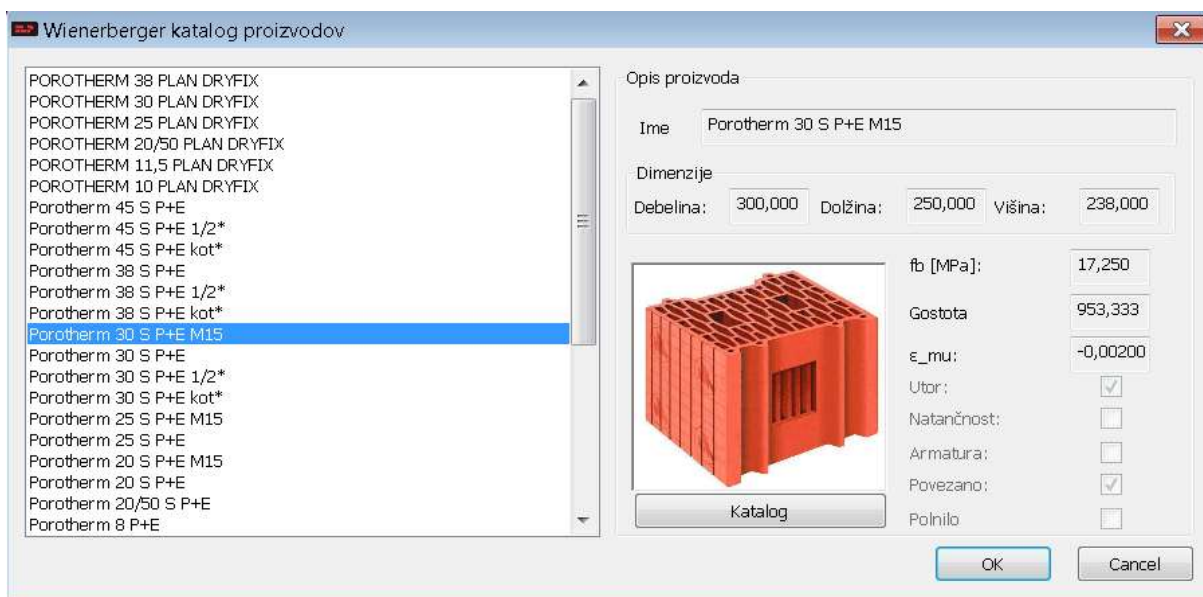 Wienerberger katalog proizvodov
POROTHERM 38 PLAN DRYFIX
POROTHERM 30 PLAN DRYFIX
POROTHERM 25 PLAN DRYFIX
POROTHERM 20/50 PLAN DRYFIX
POROTHERM 11,5 PLAN DRYFIX
POROTHERM 10 PLAN DRYFIX
Porotherm 45 S P+E
Porotherm 45 S P+E 1/2*
Porotherm 45 S P+E kot*
Porotherm 38 S P+E
Porotherm 38 S P+E 1/2*
Porotherm 38 S P+E kot*
Porotherm 30 S P+E M15
Porotherm 30 S P+E
Porotherm 30 S P+E 1/2*
Porotherm 30 S P+E kot*
Porotherm 25 S P+E M15
Porotherm 25 S P+E
Porotherm 20 S P+E M15
Porotherm 20 S P+E
Porotherm 20/50 S P+E
Porotherm 8 P+E
Opis proizvoda
Ime Porotherm 30 S P+E M15
Dimenzije
Debelina: 300,000 Dolžina: 250,000 Višina: 238,000
fb [MPa]: 17,250
Gostota 953,333
ε_mu: -0,00200
Utor:
Natančnost:
Armatura:
Povezano:
Polnilo
Katalog
OK Cancel